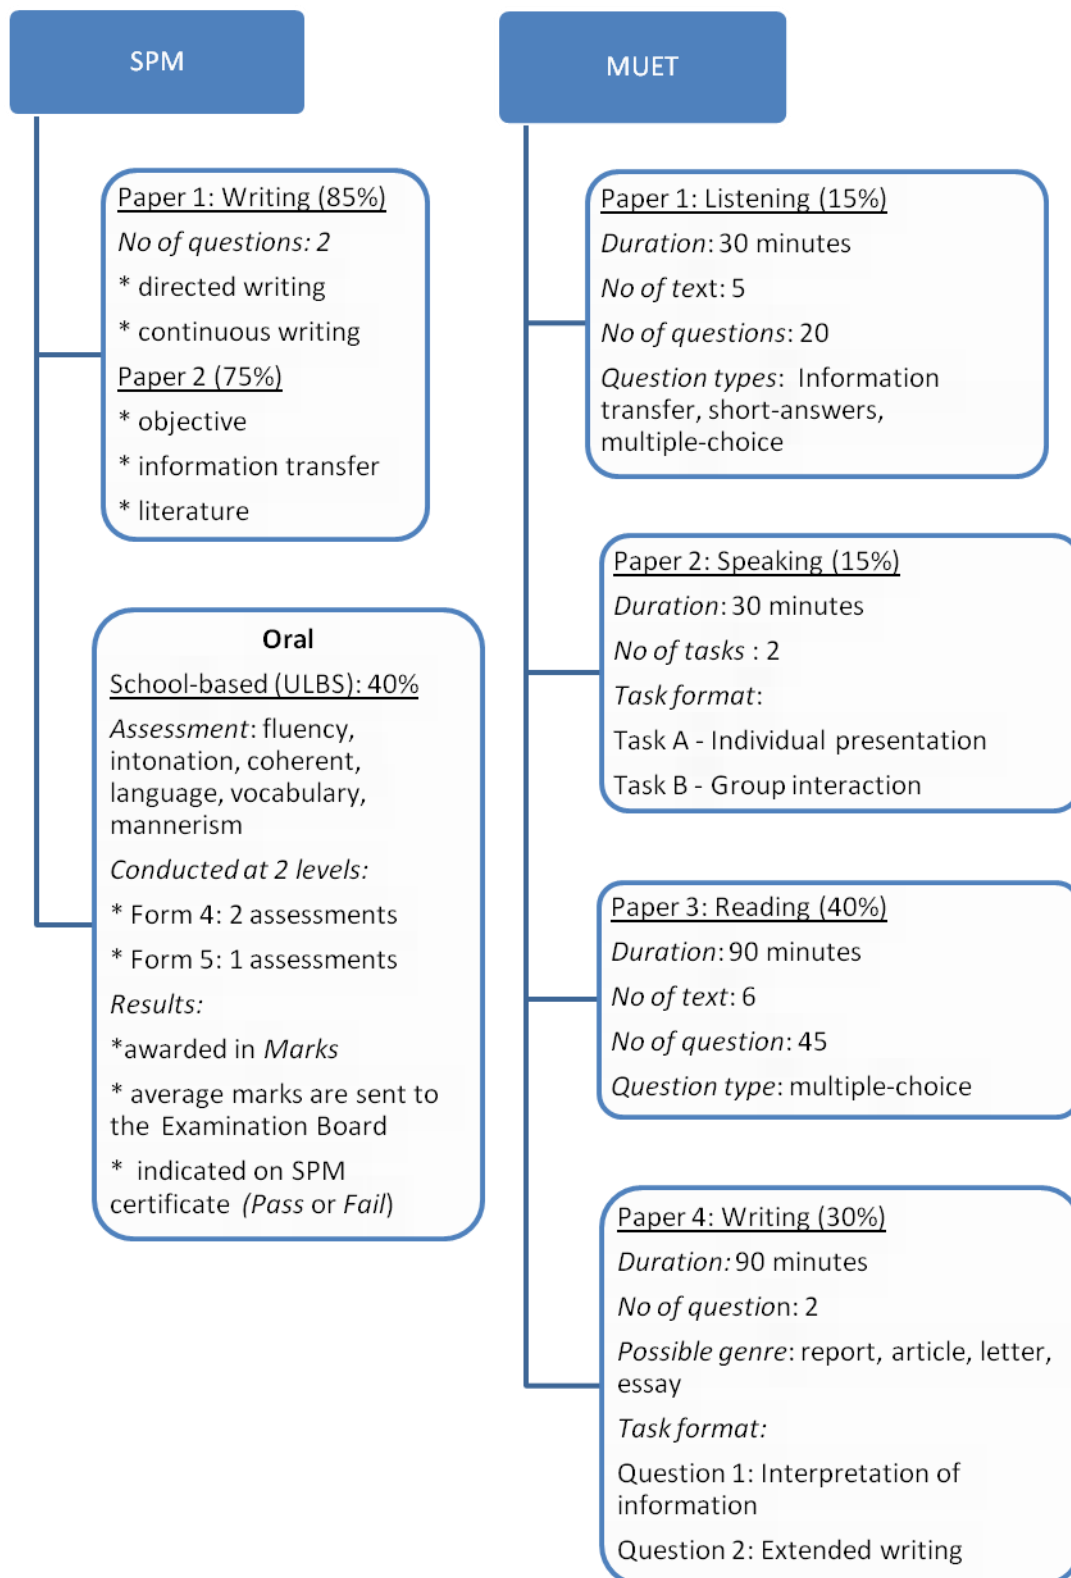 SPM
Paper 1: Writing (85%)
No of questions: 2
* directed writing
* continuous writing
Paper 2 (75%)
* objective
* information transfer
* literature
Oral
School-based (ULBS): 40%
Assessment: fluency,
intonation, coherent,
language, vocabulary,
mannerism
Conducted at 2 levels:
* Form 4: 2 assessments
* Form 5: 1 assessments
Results:
*awarded in Marks
* average marks are sent to
the Examination Board
* indicated on SPM
certificate (Pass or Fail)
MUET
Paper 1: Listening (15%)
Duration: 30 minutes
No of text: 5
No of questions: 20
Question types: Information
transfer, short-answers,
multiple-choice
Paper 2: Speaking (15%)
Duration: 30 minutes
No of tasks : 2
Task format:
Task A - Individual presentation
Task B - Group interaction
Paper 3: Reading (40%)
Duration: 90 minutes
No of text: 6
No of question: 45
Question type: multiple-choice
Paper 4: Writing (30%)
Duration: 90 minutes
No of question: 2
Possible genre: report, article, letter,
essay
Task format:
Question 1: Interpretation of
information
Question 2: Extended writing